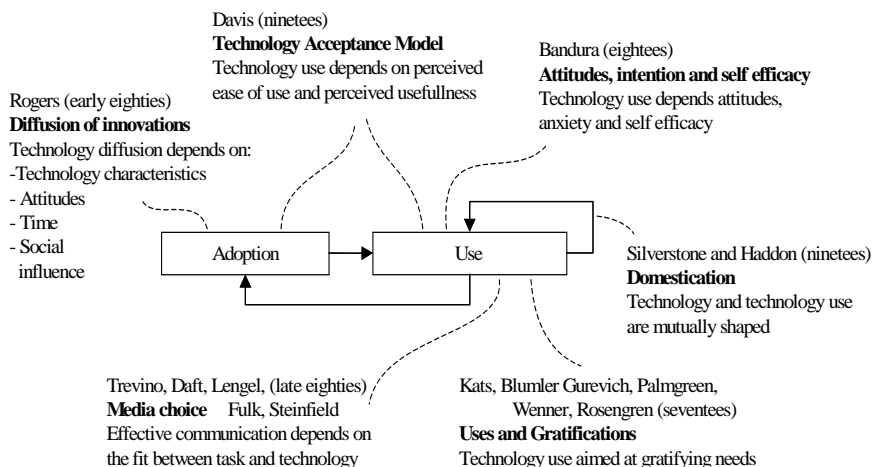 Davis (ninetees)
Technology Acceptance Model
Technology use depends on perceived
ease of use and perceived usefullness
Bandura (eightees)
Attitudes, intention and self efficacy
Technology use depends attitudes,
anxiety and self efficacy
Rogers (early eighties)
Diffusion of innovations
Technology diffusion depends on:
-Technology characteristics
- Attitudes
- Time
- Social
influence
Adoption
Use
Silverstone and Haddon (ninetees)
Domestication
Technology and technology use
are mutually shaped
Trevino, Daft, Lengel, (late eighties)
Media choice Fulk, Steinfield
Effective communication depends on
the fit between task and technology
Kats, Blumler Gurevich, Palmgreen,
Wenner, Rosengren (seventees)
Uses and Gratifications
Technology use aimed at gratifying needs